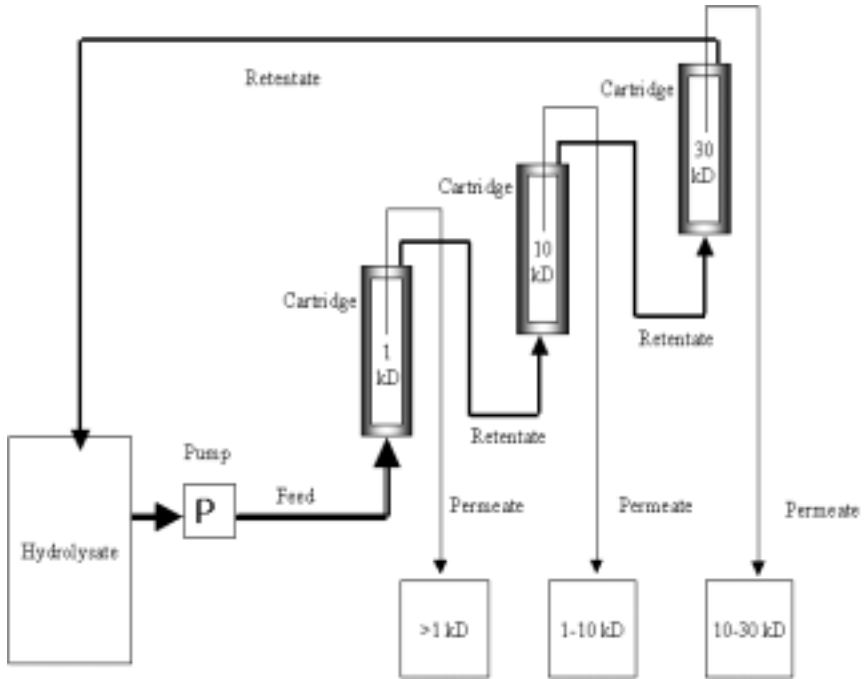 Retentate
Cartridge
30
kD
Cartridge
10
kD
Retentate
Cartridge
1
kD
Retentate
Pump
P
Feed
Hydrolysate
Permeate
Permeate
Permeate
>1 kD
1-10 kD
10-30 kD